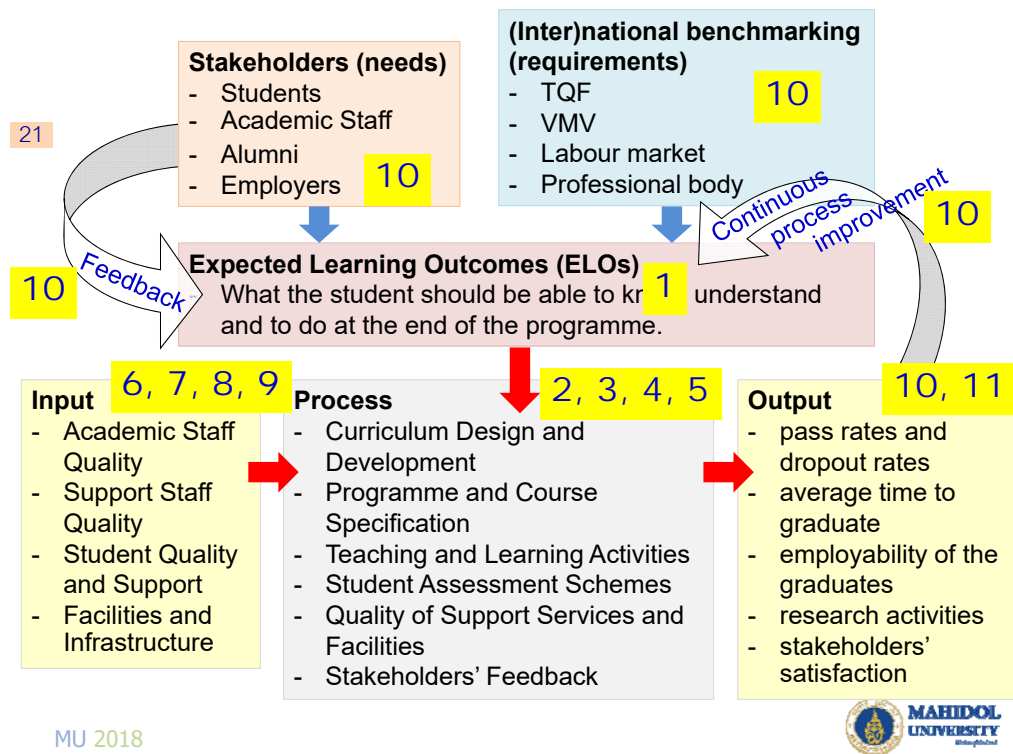 21
Stakeholders (needs)
- Students
- Academic Staff
- Alumni
- Employers
10
(Inter)national benchmarking
(requirements)
- TQF
- VMV
- Labour market
- Professional body
10
Continuous
process
improvement
10
10
Feedback
Expected Learning Outcomes (ELOs)
1
What the student should be able to kn understand
and to do at the end of the programme.
Input
6, 7, 8, 9
- Academic Staff
Quality
- Support Staff
Quality
- Student Quality
and Support
- Facilities and
Infrastructure
Process
2, 3, 4, 5
- Curriculum Design and
Development
- Programme and Course
Specification
- Teaching and Learning Activities
- Student Assessment Schemes
- Quality of Support Services and
Facilities
- Stakeholders' Feedback
Output
10, 11
- pass rates and
dropout rates
- average time to
graduate
- employability of the
graduates
- research activities
- stakeholders'
satisfaction
MU 2018
MAHIDOL
UNIVERSITY